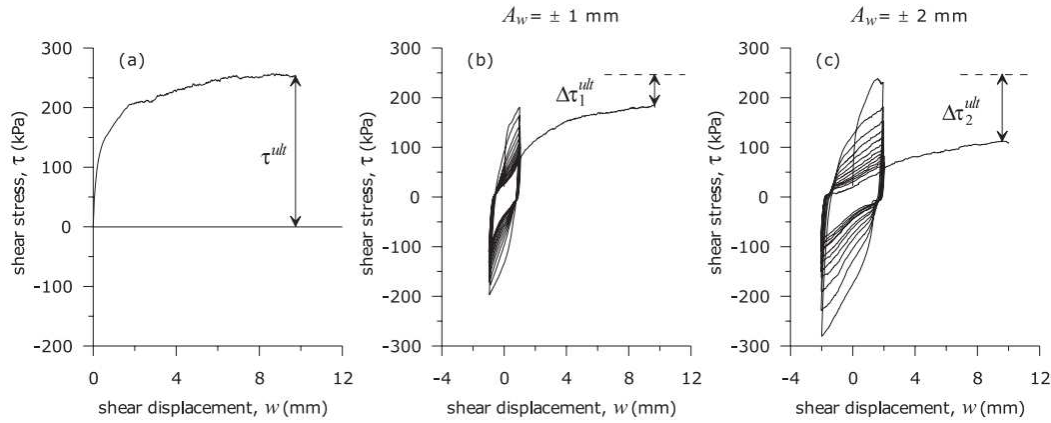 A_w = ± 1 mm
A_w = ± 2 mm
(a)
300
200
100
0
-100
-200
shear stress, τ (kPa)
τ^ult
0
4
8
12
shear displacement, w (mm)
(b)
300
200
100
0
-100
-200
-300
shear stress, τ (kPa)
Δτ_1^ult
-4
0
4
8
12
shear displacement, w (mm)
(c)
300
200
100
0
-100
-200
-300
shear stress, τ (kPa)
Δτ_2^ult
-4
0
4
8
12
shear displacement, w (mm)